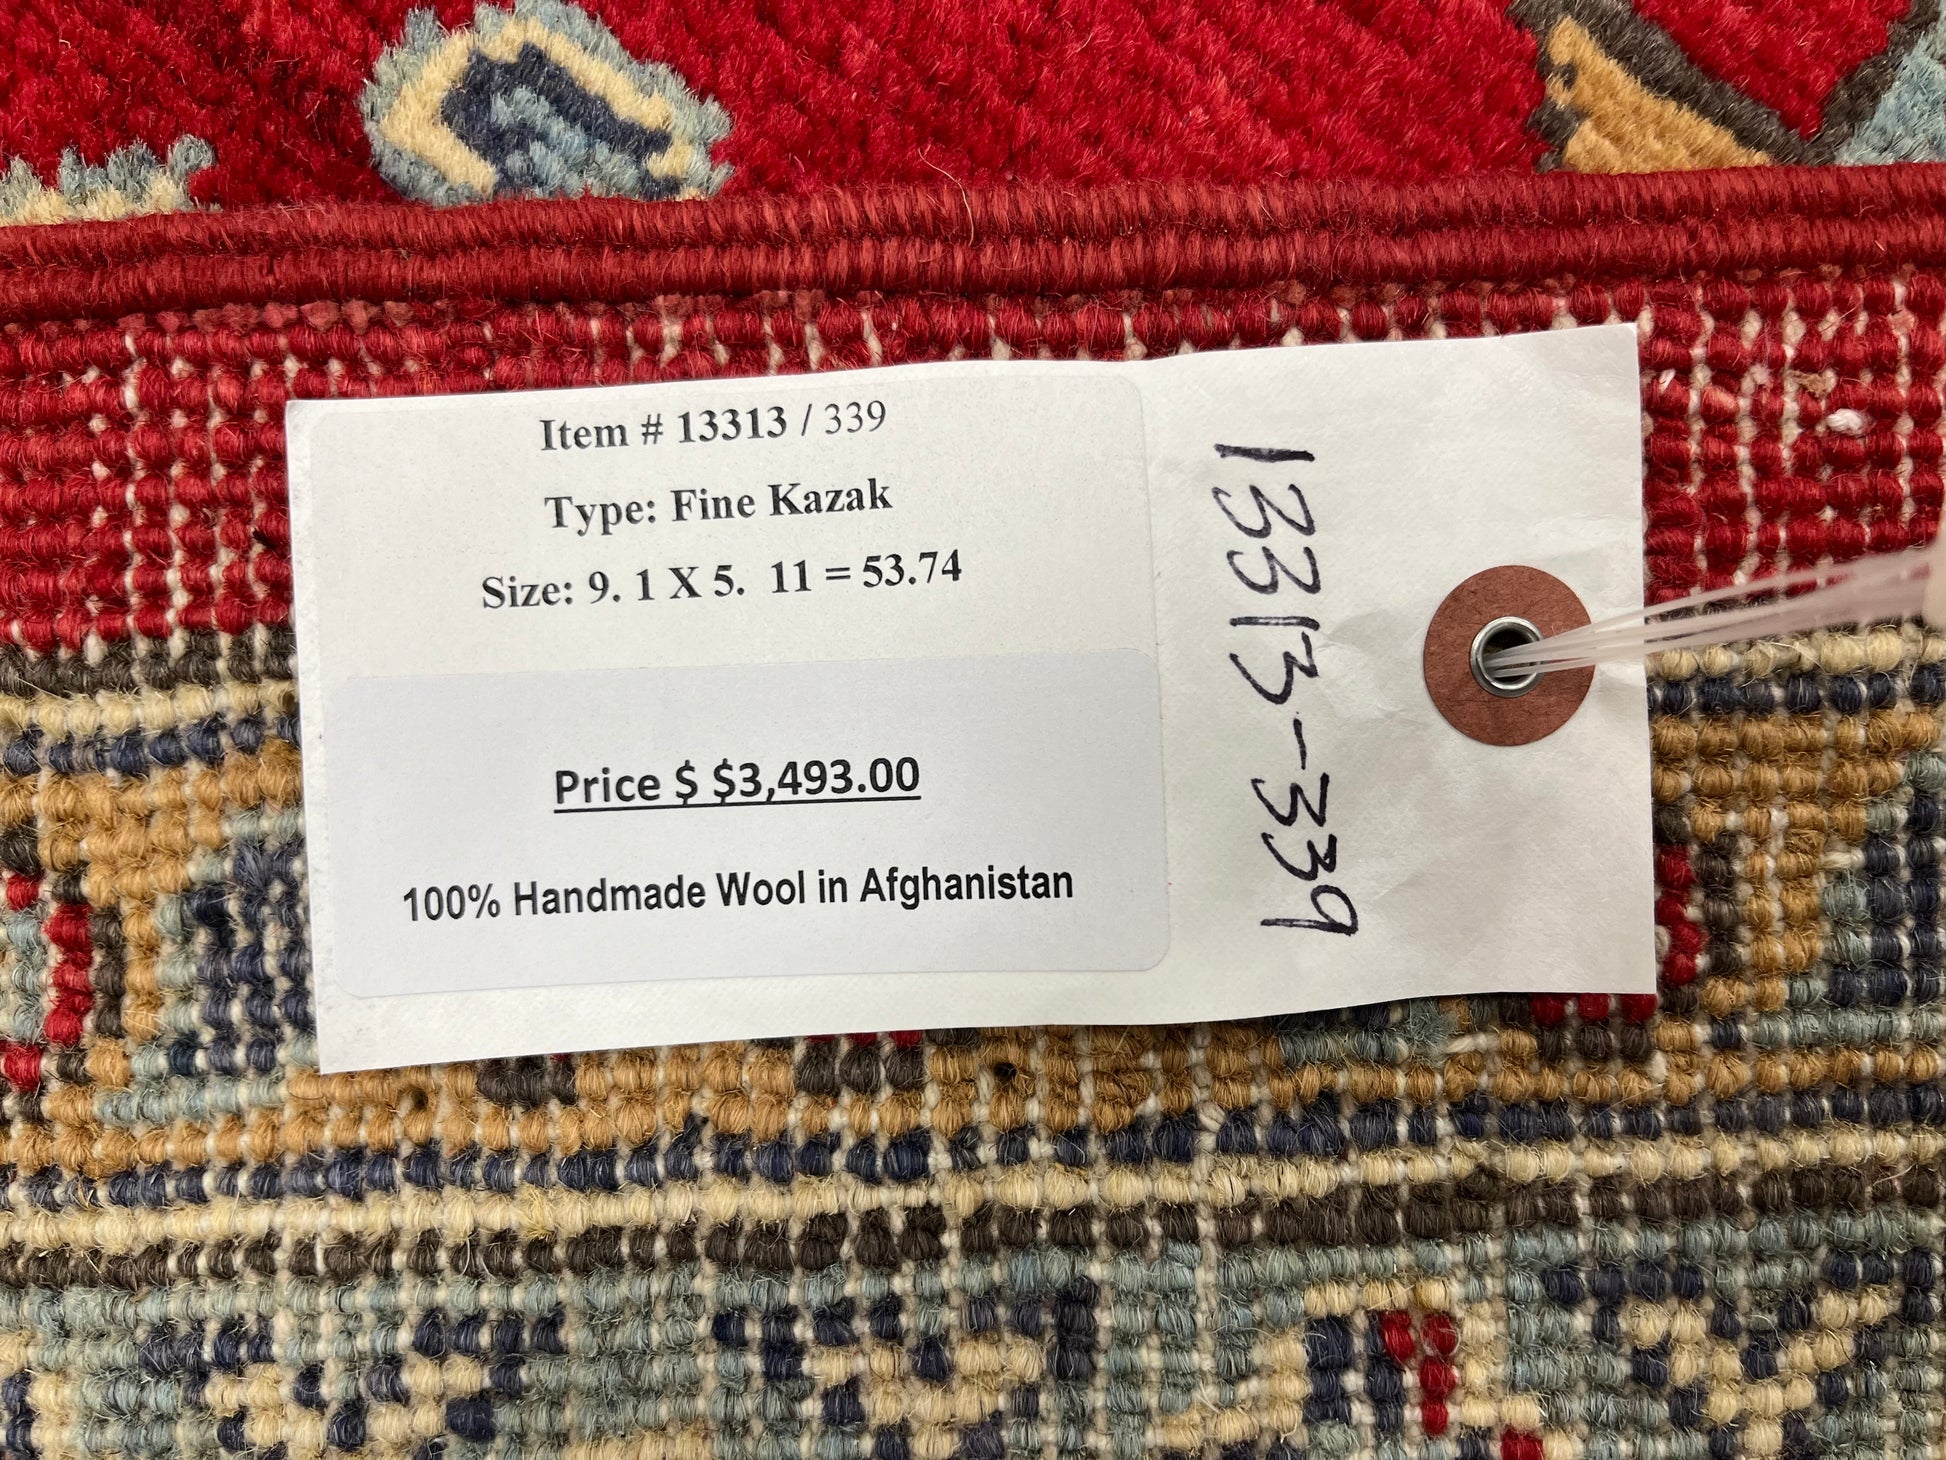 Item # 13313 / 339
Type: Fine Kazak
Size: 9. 1 X 5.  11 = 53.74
Price $ $3,493.00
100% Handmade Wool in Afghanistan
13313-339